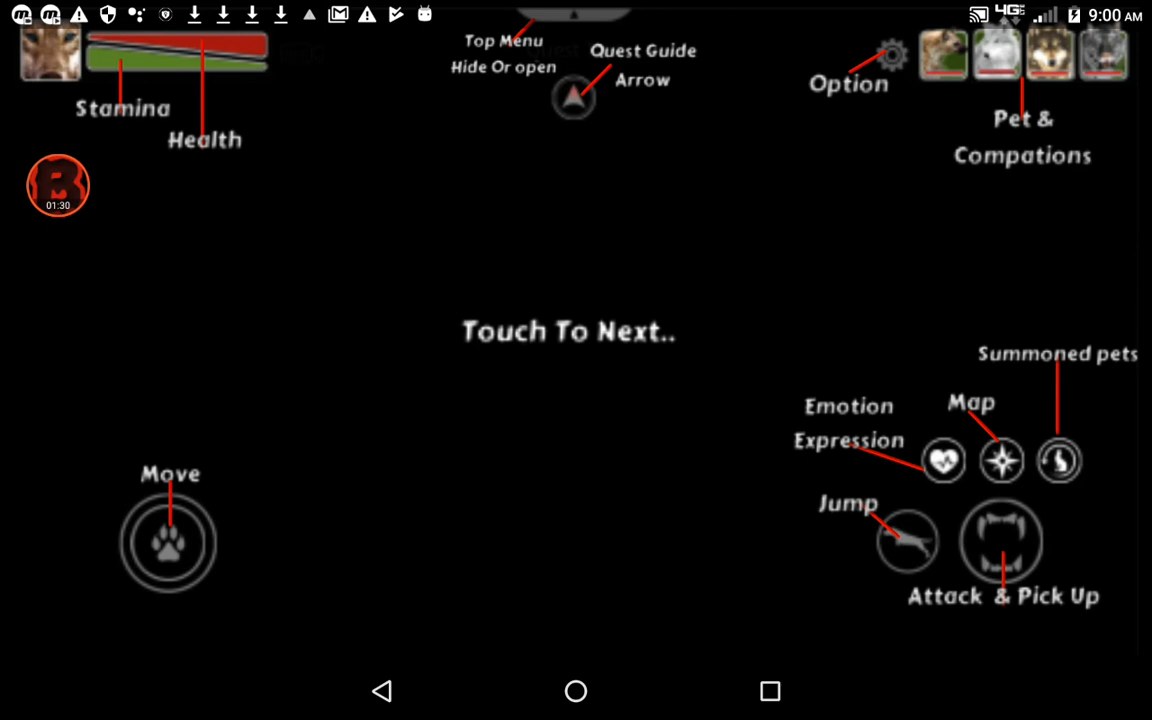 4GE 9:00 AM
Top Menu
Hide Or open
Quest Guide
Arrow
Option
Stamina
Health
Pet &
Compations
B
01:30
Touch To Next..
Summoned pets
Emotion
Expression
Map
Move
Jump
Attack & Pick Up